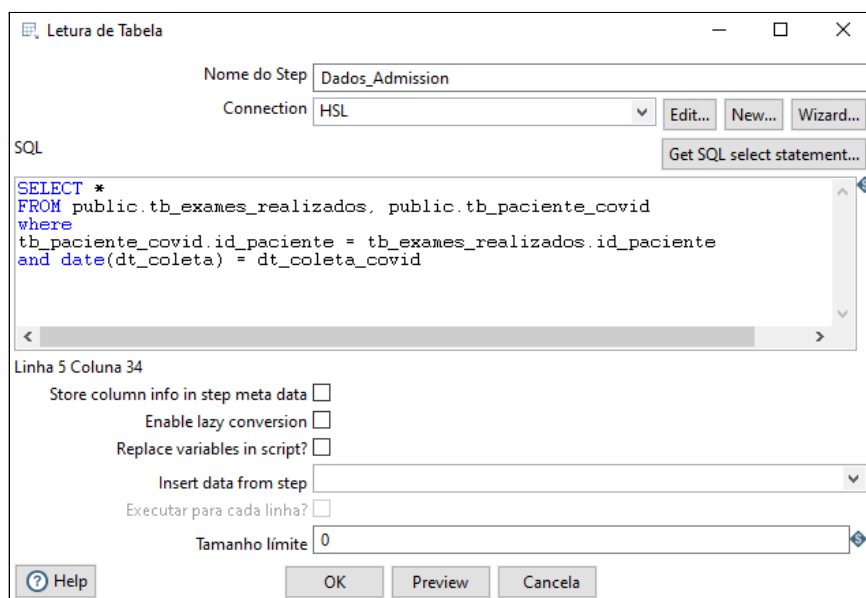 Letura de Tabela
Nome do Step Dados_Admission
Connection HSL Edit... New... Wizard...
SQL Get SQL select statement...
SELECT *
FROM public.tb_exames_realizados, public.tb_paciente_covid
where
tb_paciente_covid.id_paciente = tb_exames_realizados.id_paciente
and date(dt_coleta) = dt_coleta_covid
Linha 5 Coluna 34
Store column info in step meta data
Enable lazy conversion
Replace variables in script?
Insert data from step
Executar para cada linha?
Tamanho límite 0
Help OK Preview Cancela